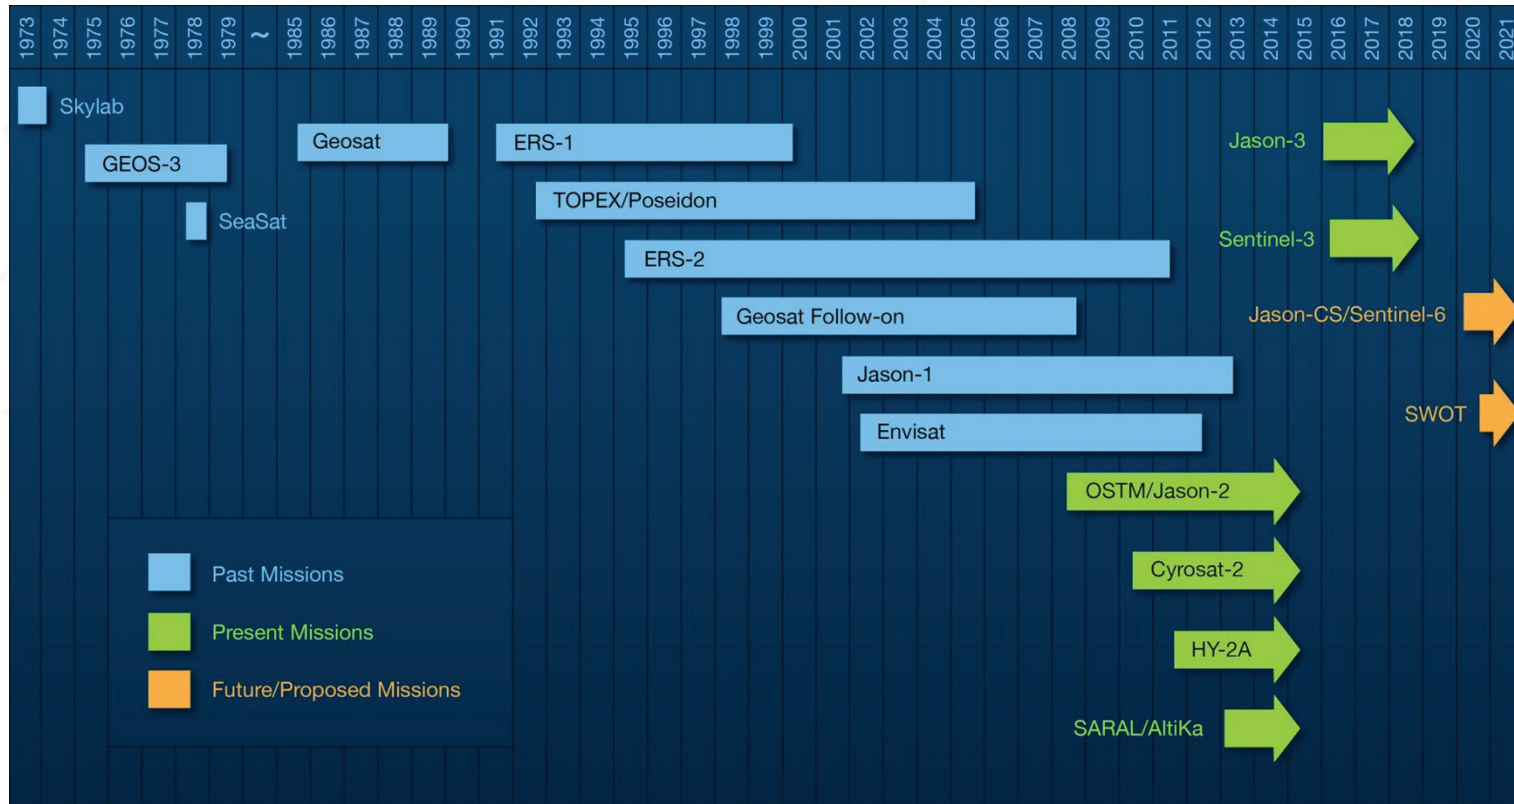 1973 1974 1975 1976 1977 1978 1979 ~ 1985 1986 1987 1988 1989 1990 1991 1992 1993 1994 1995 1996 1997 1998 1999 2000 2001 2002 2003 2004 2005 2006 2007 2008 2009 2010 2011 2012 2013 2014 2015 2016 2017 2018 2019 2020 2021
Skylab
GEOS-3
SeaSat
Geosat
ERS-1
TOPEX/Poseidon
ERS-2
Geosat Follow-on
Jason-1
Envisat
OSTM/Jason-2
Cyrosat-2
HY-2A
SARAL/AltiKa
Jason-3
Sentinel-3
Jason-CS/Sentinel-6
SWOT
Past Missions
Present Missions
Future/Proposed Missions